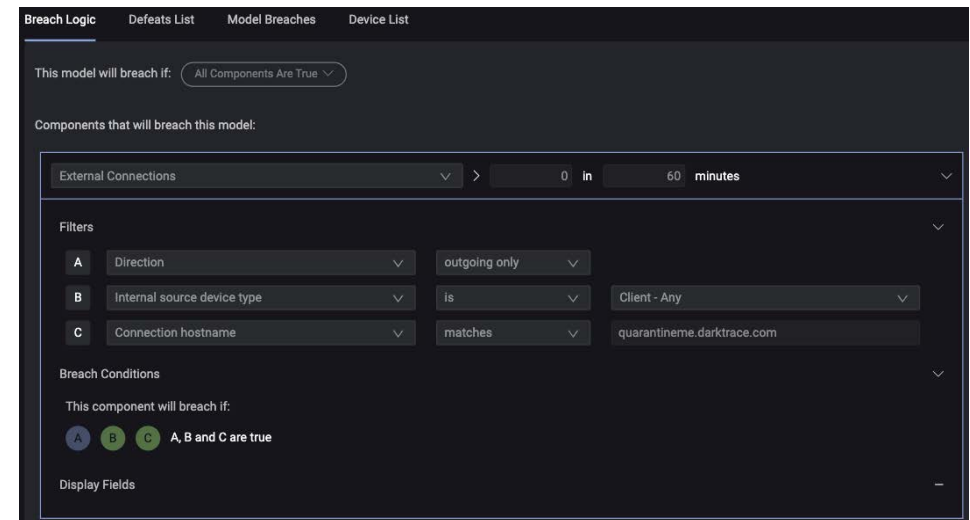 Breach Logic Defeats List Model Breaches Device List
This model will breach if: All Components Are True
Components that will breach this model:
External Connections > 0 in 60 minutes
Filters
A Direction outgoing only
B Internal source device type is Client - Any
C Connection hostname matches quarantineme.darktrace.com
Breach Conditions
This component will breach if:
A B C A, B and C are true
Display Fields